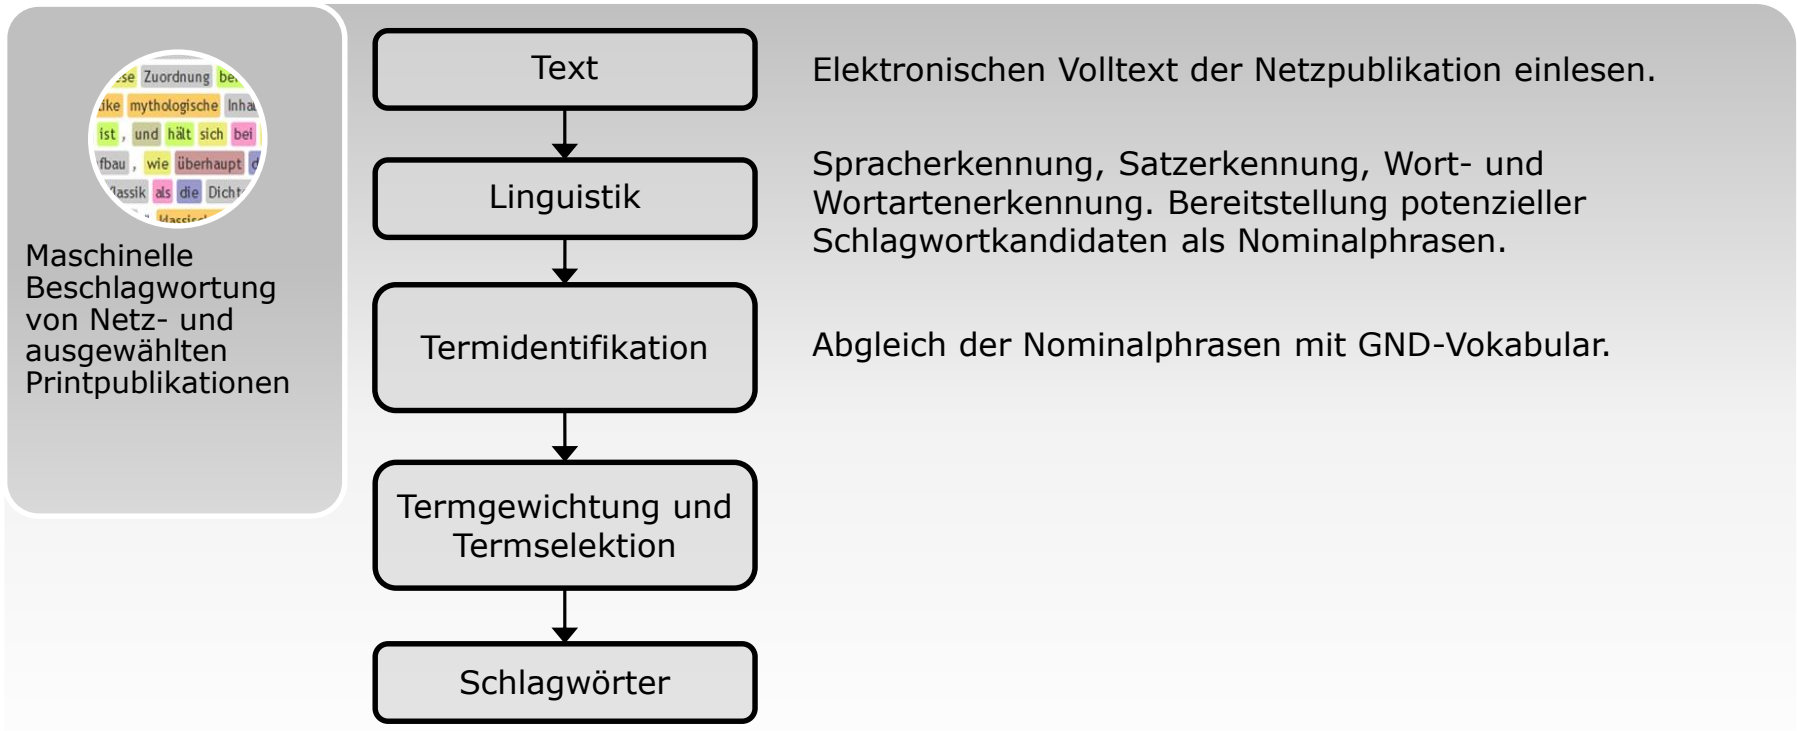 Zuordnung
mythologische
ist , und hält sich bei
, wie überhaupt
als die
Maschinelle
Beschlagwortung
von Netz- und
ausgewählten
Printpublikationen
Text
Elektronischen Volltext der Netzpublikation einlesen.
Linguistik
Spracherkennung, Satzerkennung, Wort- und
Wortartenerkennung. Bereitstellung potenzieller
Schlagwortkandidaten als Nominalphrasen.
Termidentifikation
Abgleich der Nominalphrasen mit GND-Vokabular.
Termgewichtung und
Termselektion
Schlagwörter